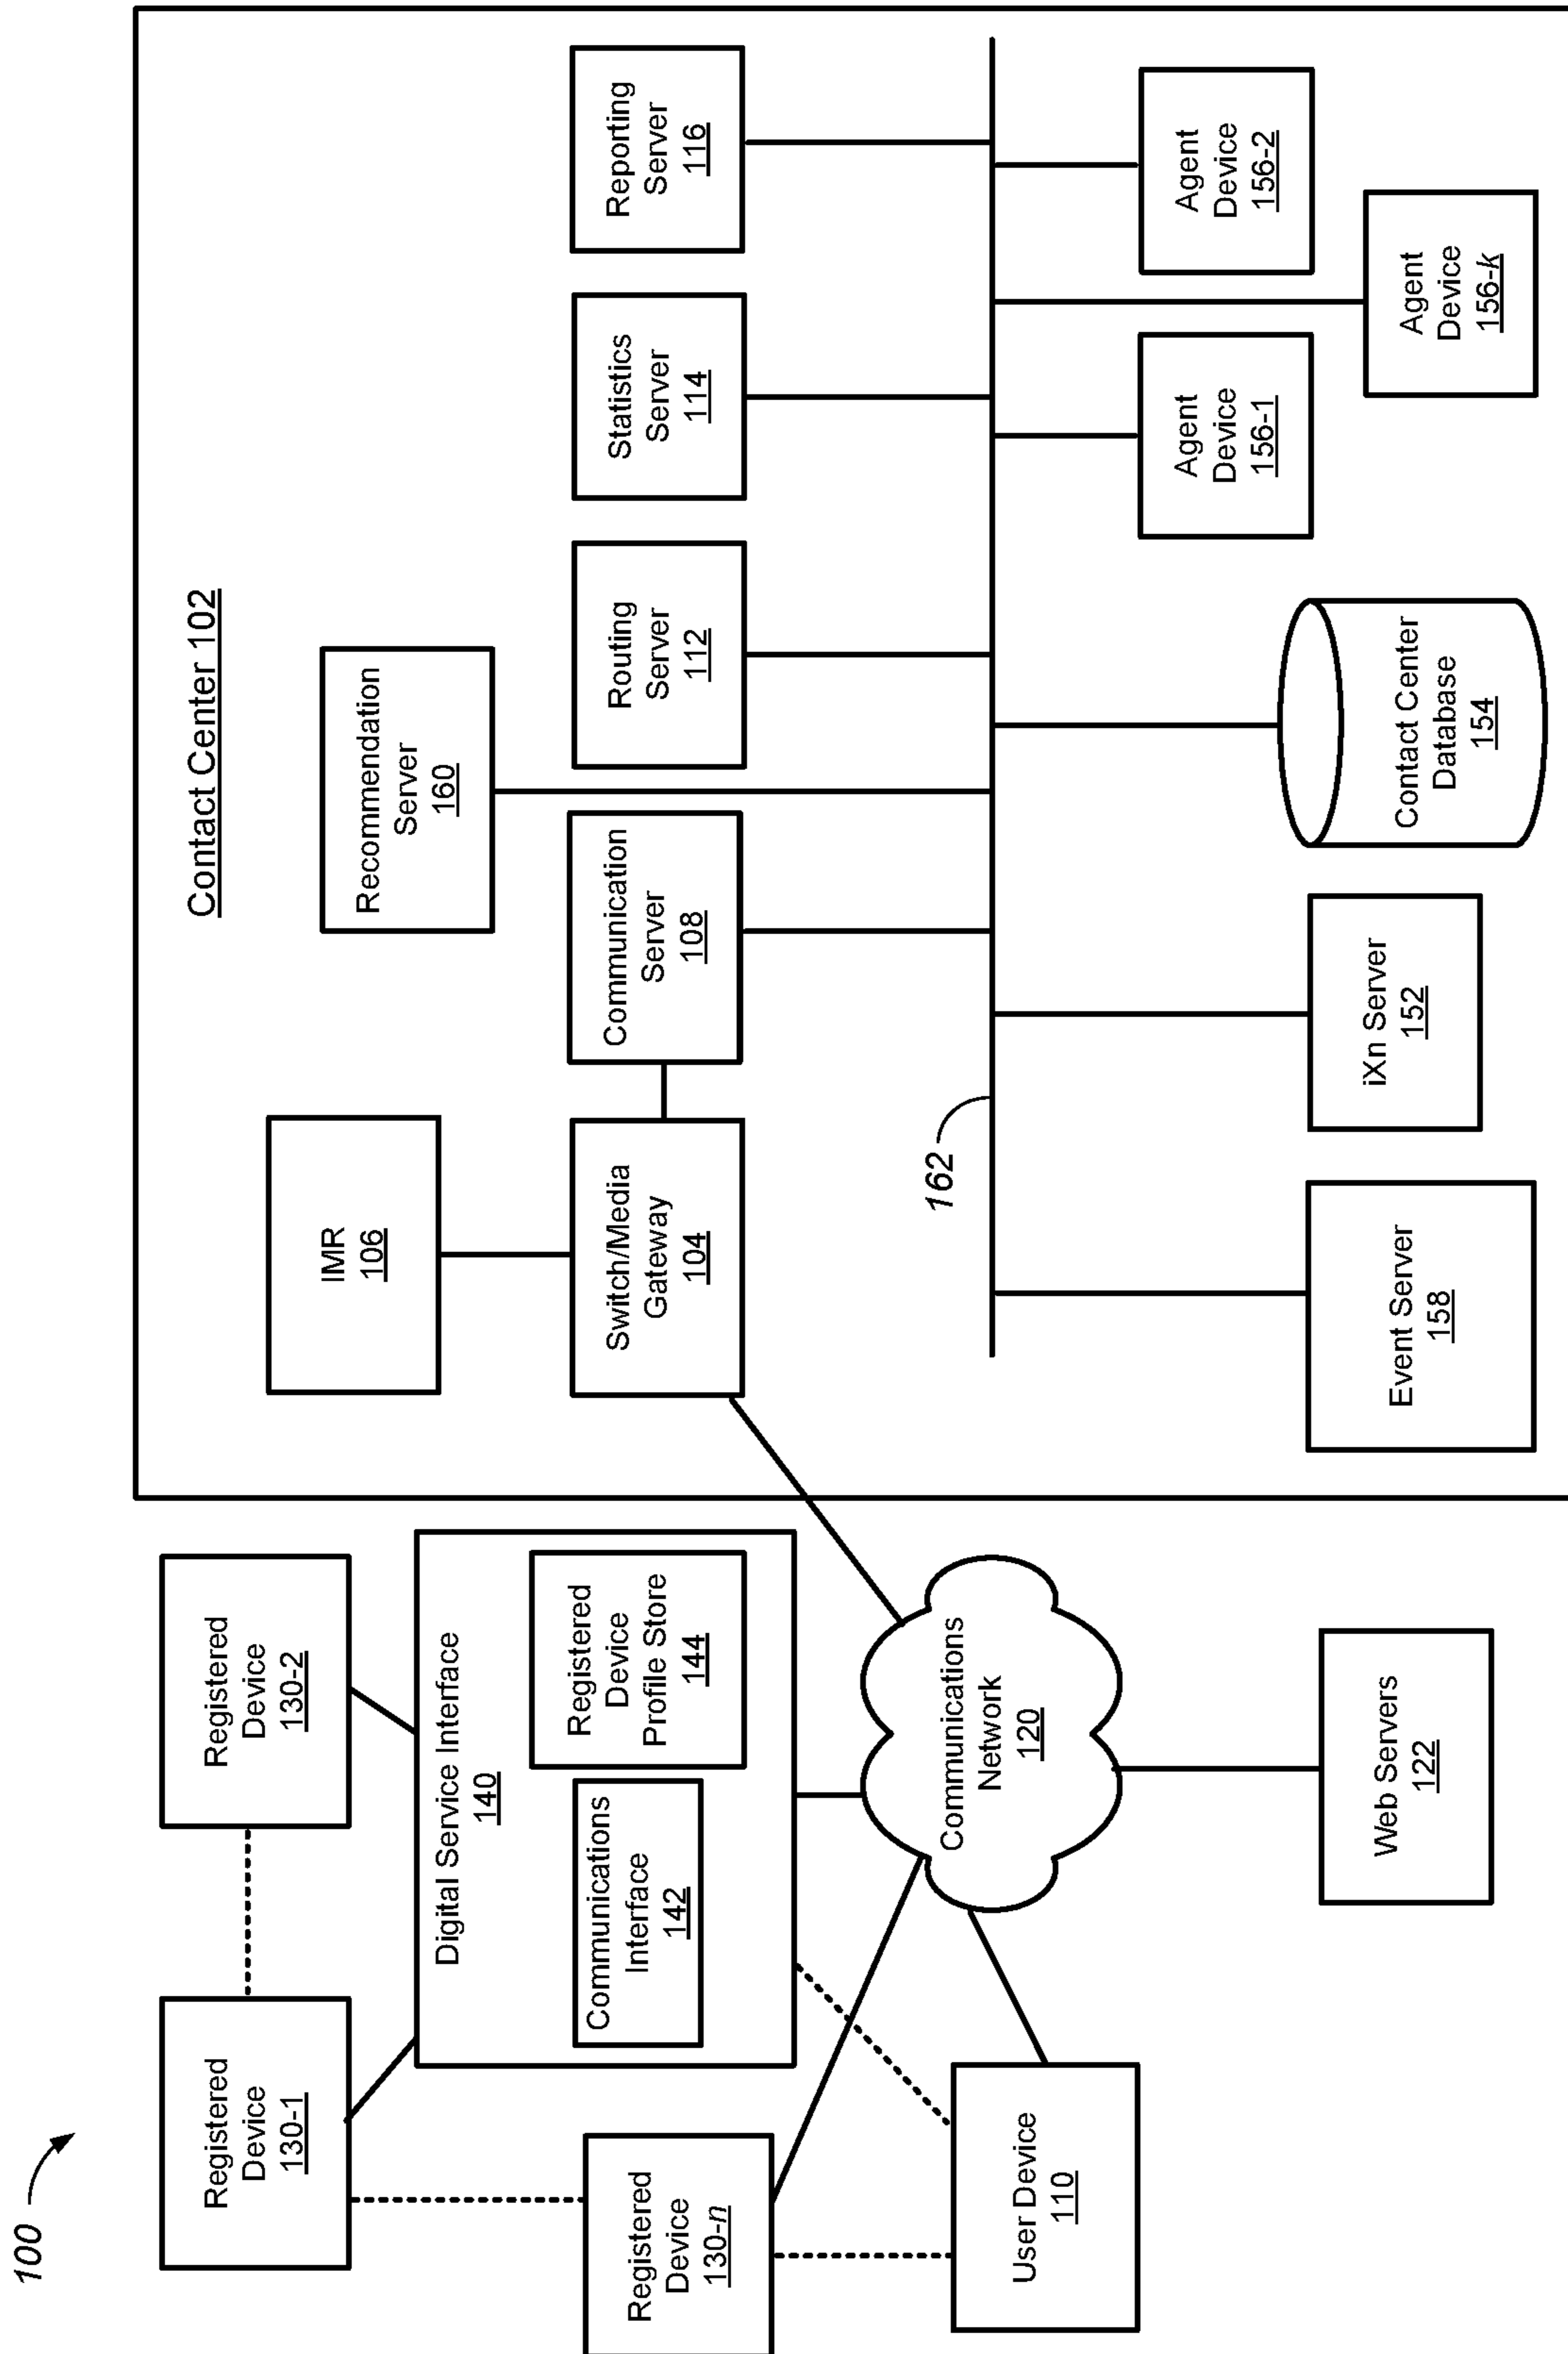 100
Registered
Device
130-1
Registered
Device
130-2
Registered
Device
130-n
Digital Service Interface
140
Communications
Interface
142
Registered
Device
Profile Store
144
User Device
110
Communications
Network
120
Web Servers
122
Contact Center 102
IMR
106
Recommendation
Server
160
Switch/Media
Gateway
104
Communication
Server
108
Routing
Server
112
Statistics
Server
114
Reporting
Server
116
162
Event Server
158
iXn Server
152
Contact Center
Database
154
Agent
Device
156-1
Agent
Device
156-2
Agent
Device
156-k